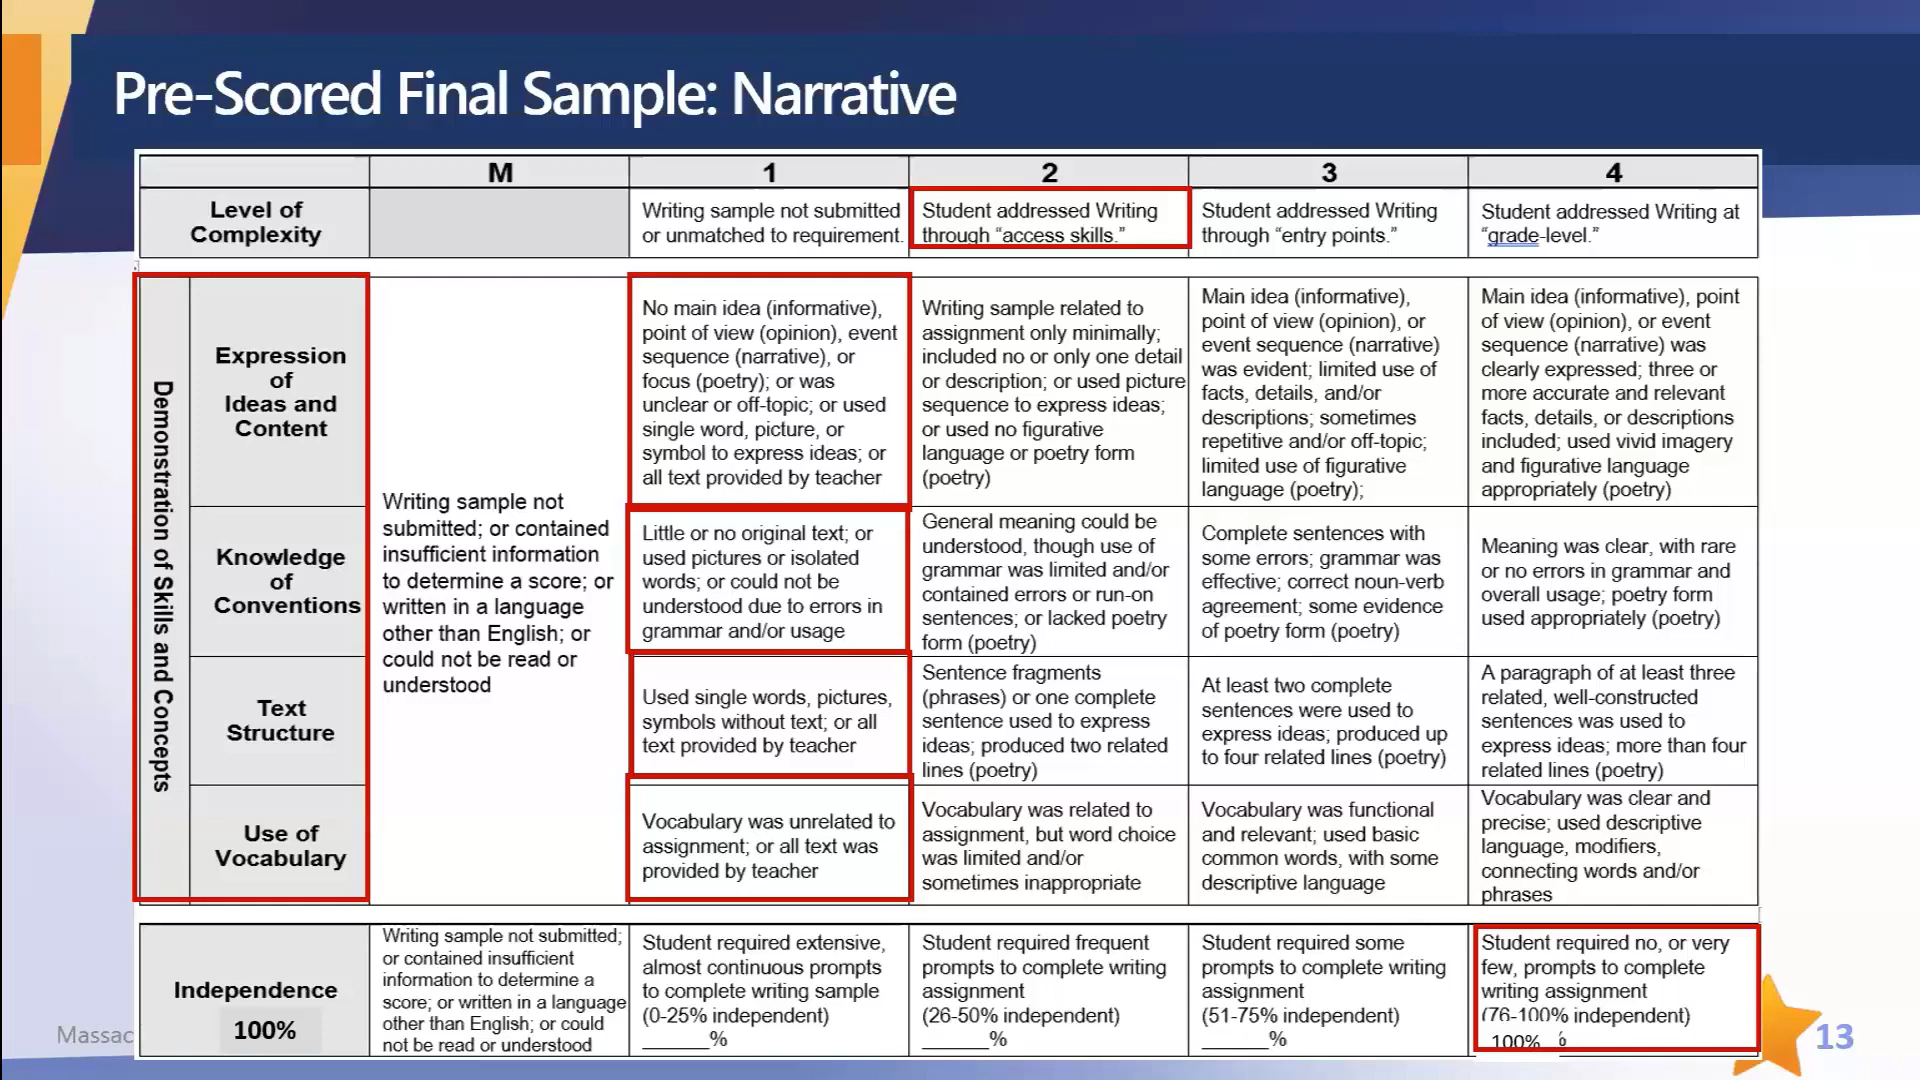 Pre-Scored Final Sample: Narrative
M
1
2
3
4
Level of
Complexity
Writing sample not submitted
or unmatched to requirement.
Student addressed Writing
through “access skills.”
Student addressed Writing
through “entry points.”
Student addressed Writing at
“grade-level.”
Demonstration of Skills and Concepts
Expression
of
Ideas and
Content
Writing sample not
submitted; or contained
insufficient information
to determine a score; or
written in a language
other than English; or
could not be read or
understood
No main idea (informative),
point of view (opinion), event
sequence (narrative), or
focus (poetry); or was
unclear or off-topic; or used
single word, picture, or
symbol to express ideas; or
all text provided by teacher
Writing sample related to
assignment only minimally;
included no or only one detail
or description; or used picture
sequence to express ideas;
or used no figurative
language or poetry form
(poetry)
Main idea (informative),
point of view (opinion), or
event sequence (narrative)
was evident; limited use of
facts, details, and/or
descriptions; sometimes
repetitive and/or off-topic;
limited use of figurative
language (poetry);
Main idea (informative), point
of view (opinion), or event
sequence (narrative) was
clearly expressed; three or
more accurate and relevant
facts, details, or descriptions
included; used vivid imagery
and figurative language
appropriately (poetry)
Knowledge
of
Conventions
Little or no original text; or
used pictures or isolated
words; or could not be
understood due to errors in
grammar and/or usage
General meaning could be
understood, though use of
grammar was limited and/or
contained errors or run-on
sentences; or lacked poetry
form (poetry)
Complete sentences with
some errors; grammar was
effective; correct noun-verb
agreement; some evidence
of poetry form (poetry)
Meaning was clear, with rare
or no errors in grammar and
overall usage; poetry form
used appropriately (poetry)
Text
Structure
Used single words, pictures,
symbols without text; or all
text provided by teacher
Sentence fragments
(phrases) or one complete
sentence used to express
ideas; produced two related
lines (poetry)
At least two complete
sentences were used to
express ideas; produced up
to four related lines (poetry)
A paragraph of at least three
related, well-constructed
sentences was used to
express ideas; more than four
related lines (poetry)
Use of
Vocabulary
Vocabulary was unrelated to
assignment; or all text was
provided by teacher
Vocabulary was related to
assignment, but word choice
was limited and/or
sometimes inappropriate
Vocabulary was functional
and relevant; used basic
common words, with some
descriptive language
Vocabulary was clear and
precise; used descriptive
language, modifiers,
connecting words and/or
phrases
Independence
100%
Writing sample not submitted;
or contained insufficient
information to determine a
score; or written in a language
other than English; or could
not be read or understood
Student required extensive,
almost continuous prompts
to complete writing sample
(0-25% independent)
______%
Student required frequent
prompts to complete writing
assignment
(26-50% independent)
______%
Student required some
prompts to complete writing
assignment
(51-75% independent)
______%
Student required no, or very
few, prompts to complete
writing assignment
(76-100% independent)
100% %
Massac
13